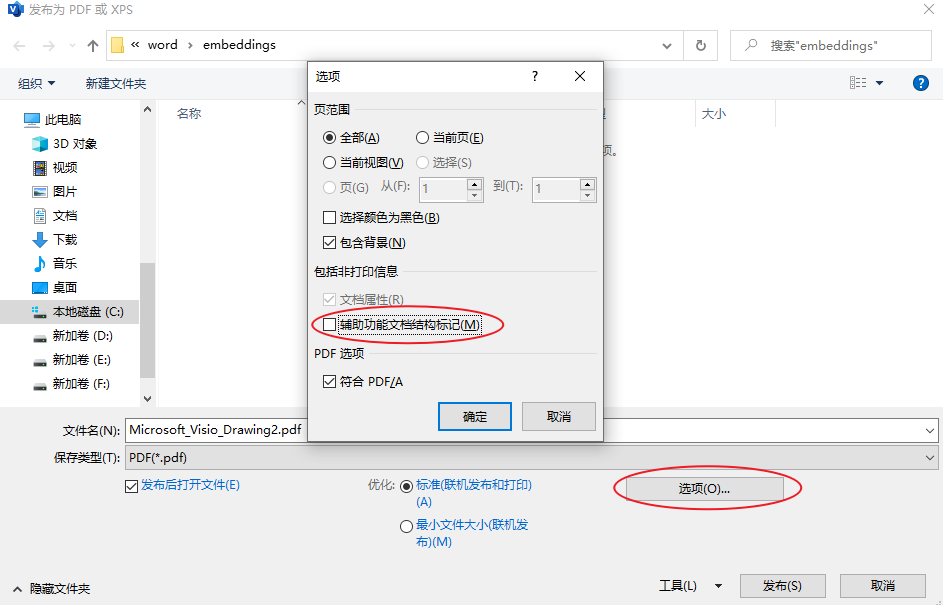 发布为 PDF 或 XPS
« word › embeddings
搜索"embeddings"
组织
新建文件夹
名称
大小
项。
此电脑
3D 对象
视频
图片
文档
下载
音乐
桌面
本地磁盘 (C:)
新加卷 (D:)
新加卷 (E:)
新加卷 (F:)
选项
?
页范围
全部(A) 当前页(E)
当前视图(V) 选择(S)
页(G) 从(F): 1 到(T): 1
选择颜色为黑色(B)
包含背景(N)
包括非打印信息
文档属性(R)
辅助功能文档结构标记(M)
PDF 选项
符合 PDF/A
确定 取消
文件名(N): Microsoft_Visio_Drawing2.pdf
保存类型(T): PDF(*.pdf)
发布后打开文件(E)
优化: 标准(联机发布和打印)
(A)
最小文件大小(联机发
布)(M)
选项(O)...
隐藏文件夹
工具(L) 发布(S) 取消